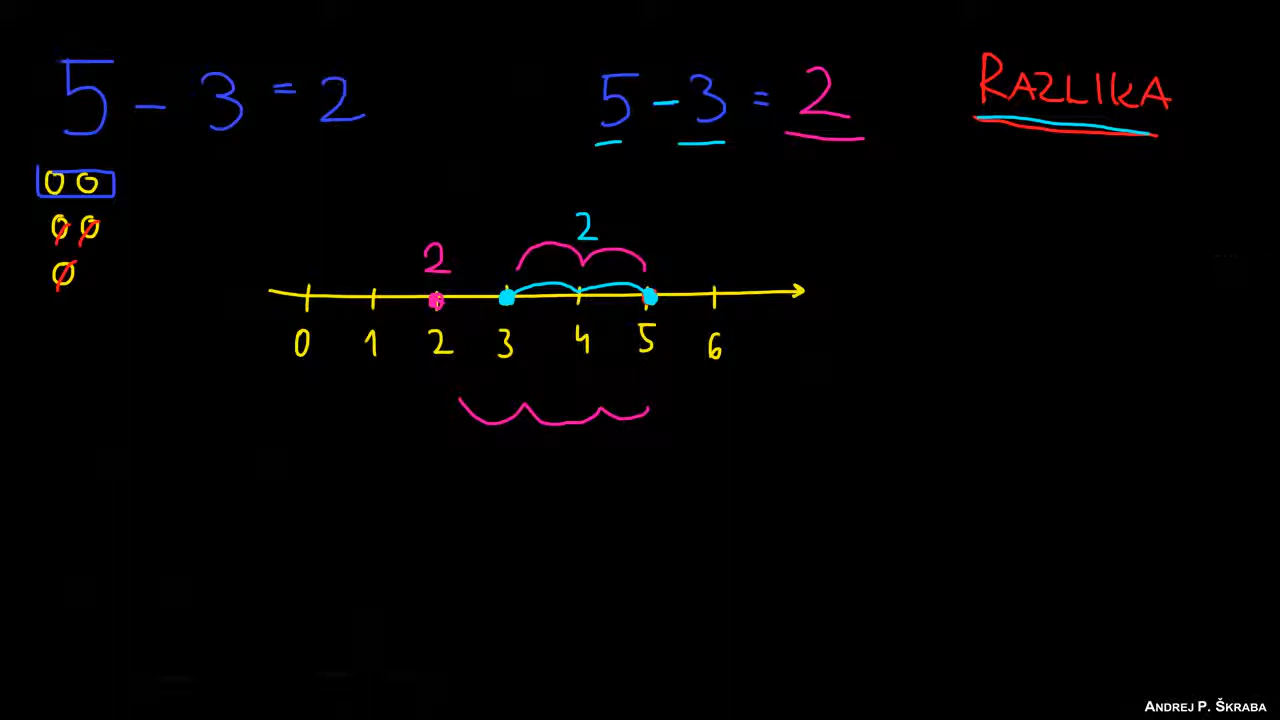 5 - 3 = 2
5 - 3 = 2
RAZLIKA
2
2
0 1 2 3 4 5 6
ANDREJ P. ŠKRABA